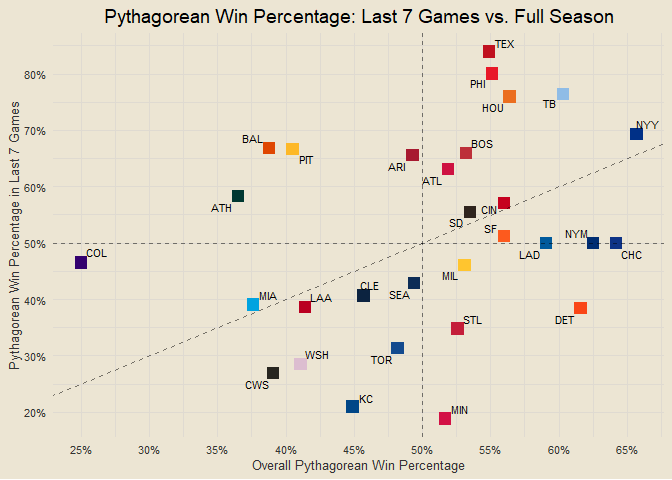 Pythagorean Win Percentage: Last 7 Games vs. Full Season
Pythagorean Win Percentage in Last 7 Games
80%
70%
60%
50%
40%
30%
20%
TEX
PHI
HOU
TB
NYY
BAL
PIT
ARI
BOS
ATL
ATH
SD
CIN
SF
COL
LAD
NYM
CHC
MIL
MIA
LAA
CLE
SEA
DET
STL
TOR
WSH
CWS
KC
MIN
25%
30%
35%
40%
45%
50%
55%
60%
65%
Overall Pythagorean Win Percentage